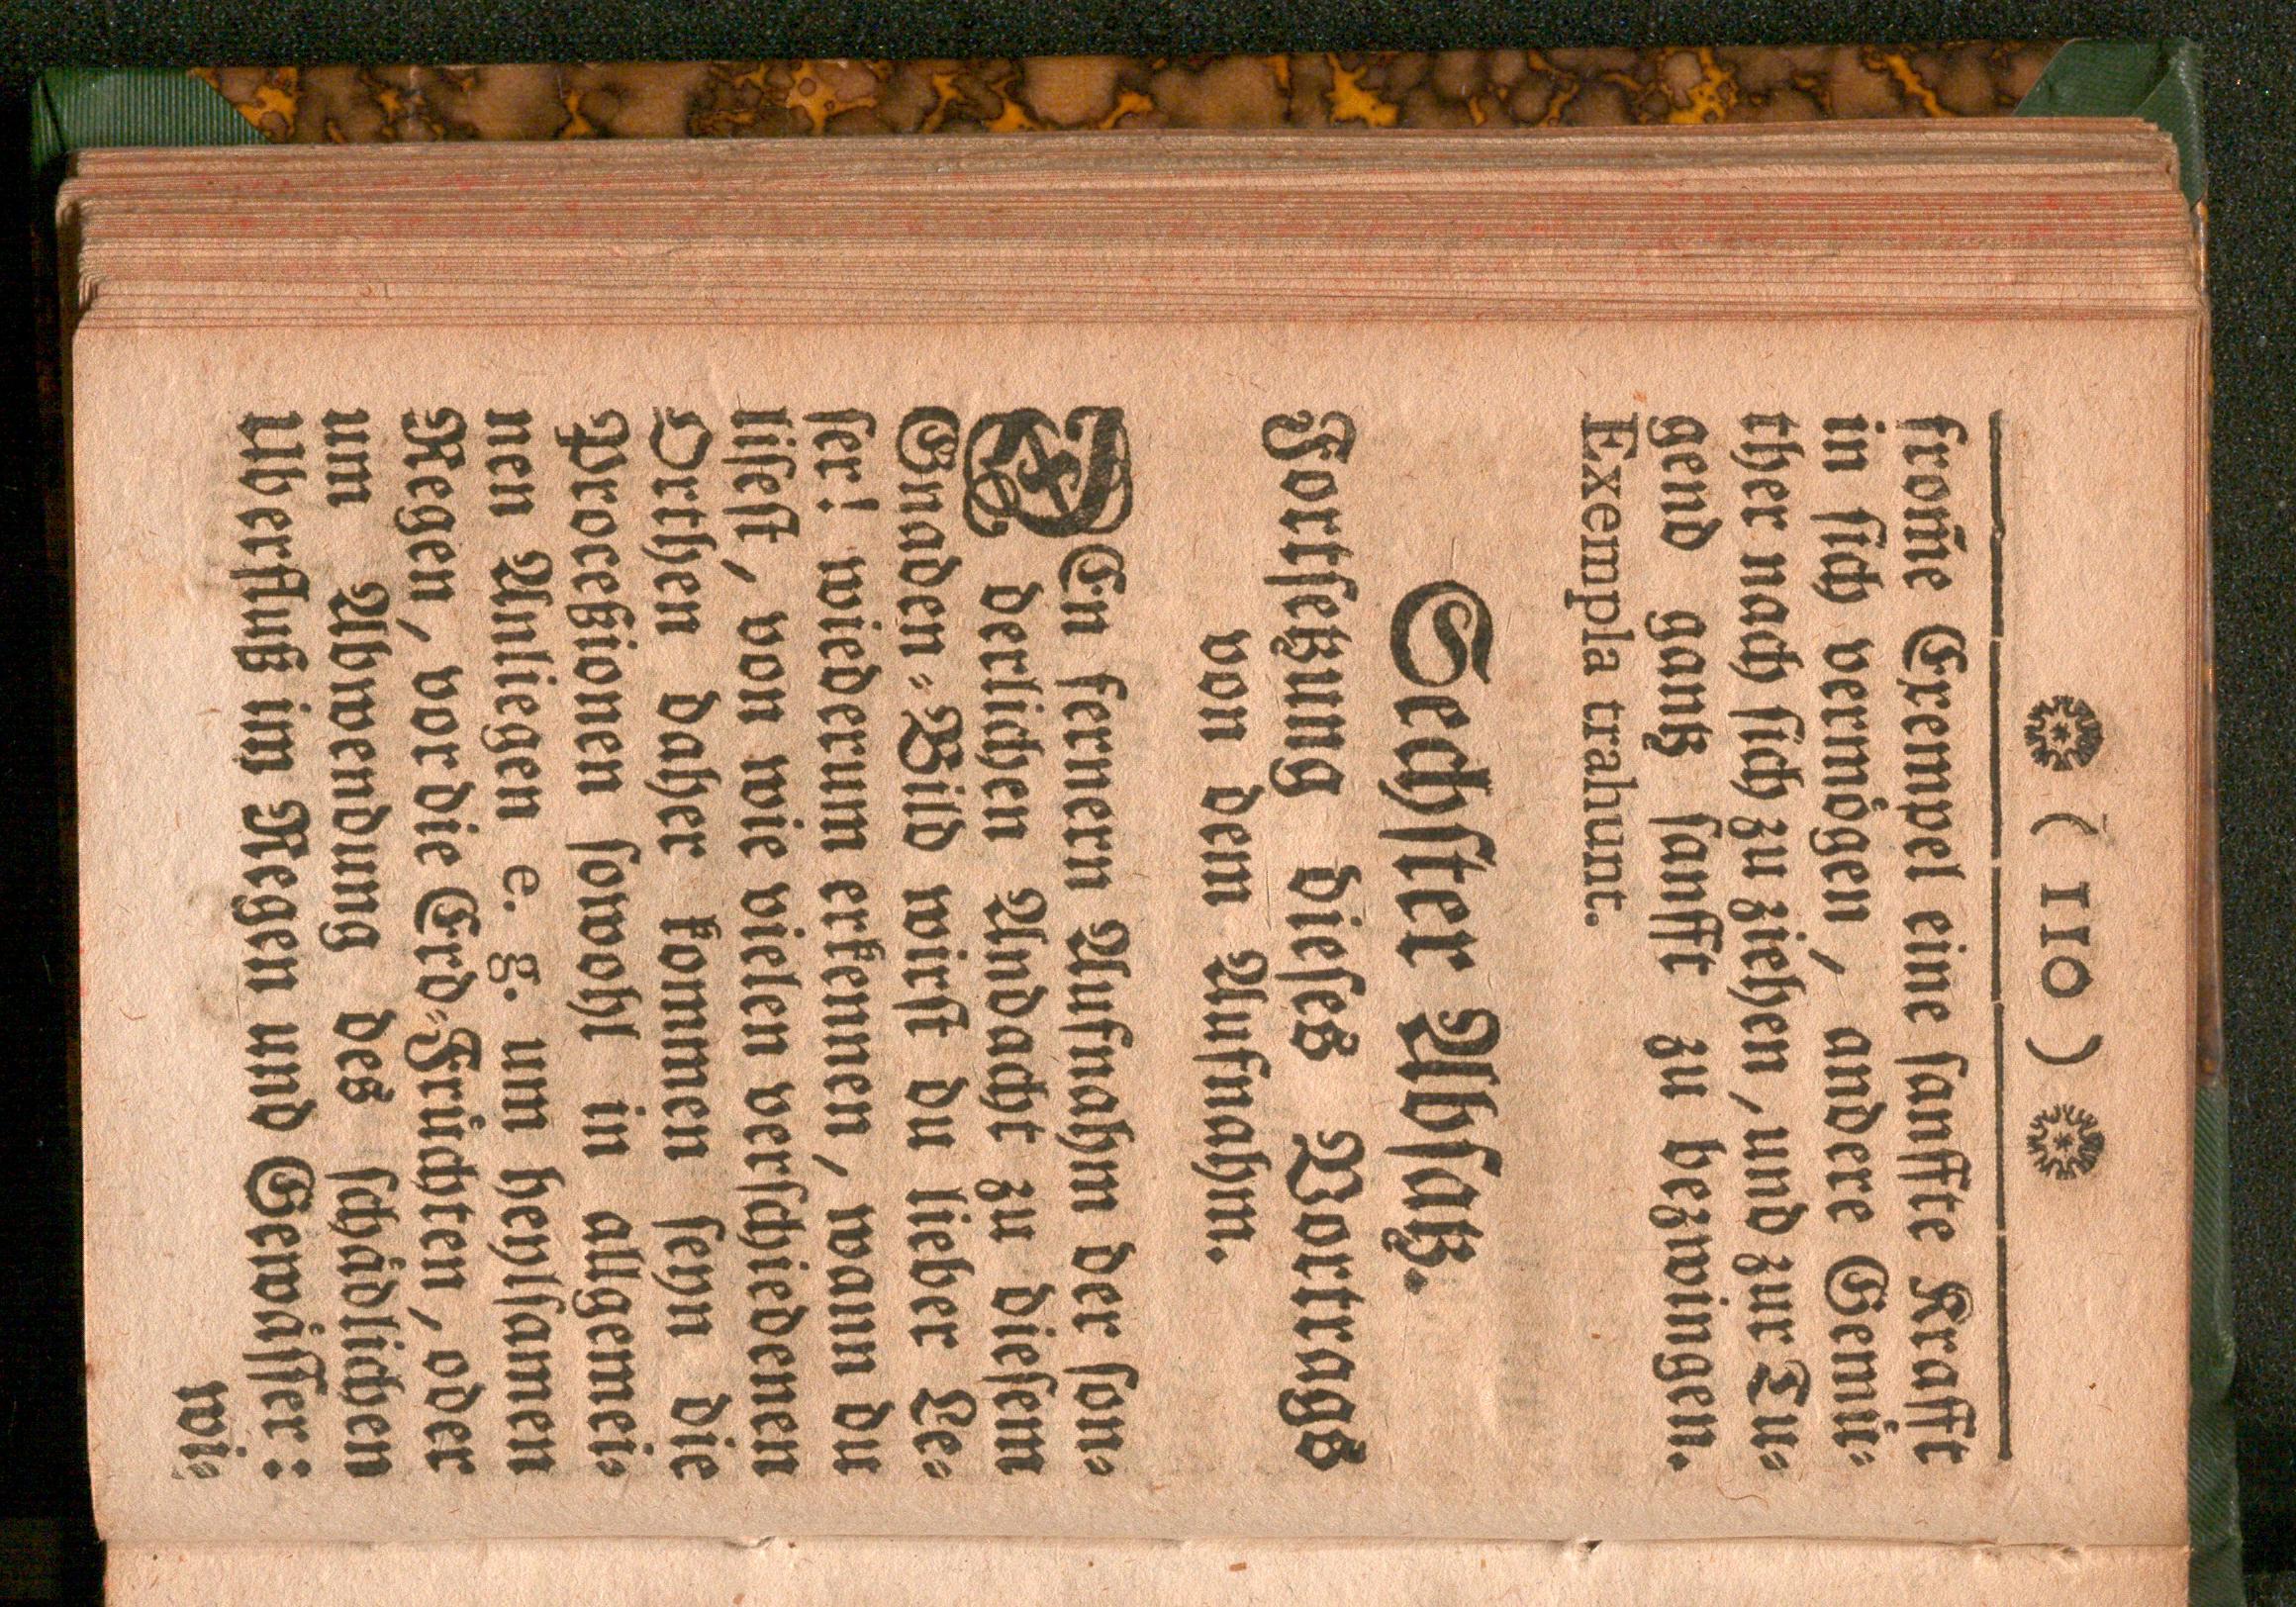 ( 110 )
from̃e Exempel eine sanffte Krafft
in sich vermögen, andere Gemü-
ther nach sich zu ziehen, und zur Tu-
gend gantz sanfft zu bezwingen.
Exempla trahunt.
Sechster Absatz.
Fortsetzung dieses Vortrags
von dem Aufnahm.
DEn fernern Aufnahm der son-
derlichen Andacht zu diesem
Gnaden-Bild wirst du lieber Le-
ser! wiederum erkennen, wann du
lisest, von wie vielen verschiedenen
Orthen daher kommen seyn die
Proceßionen sowohl in allgemei-
nen Anliegen e. g. um heylsamen
Regen, vor die Erd-Früchten, oder
um Abwendung des schädlichen
Uberfluß im Regen und Gewässer:
wi-